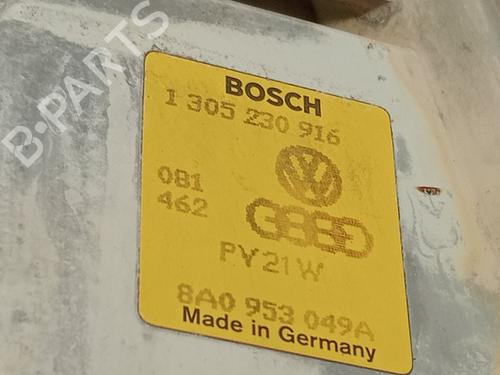 B-PARTS
BOSCH
1 305 230 916
081
462
PY21W
8A0 953 049A
Made in Germany